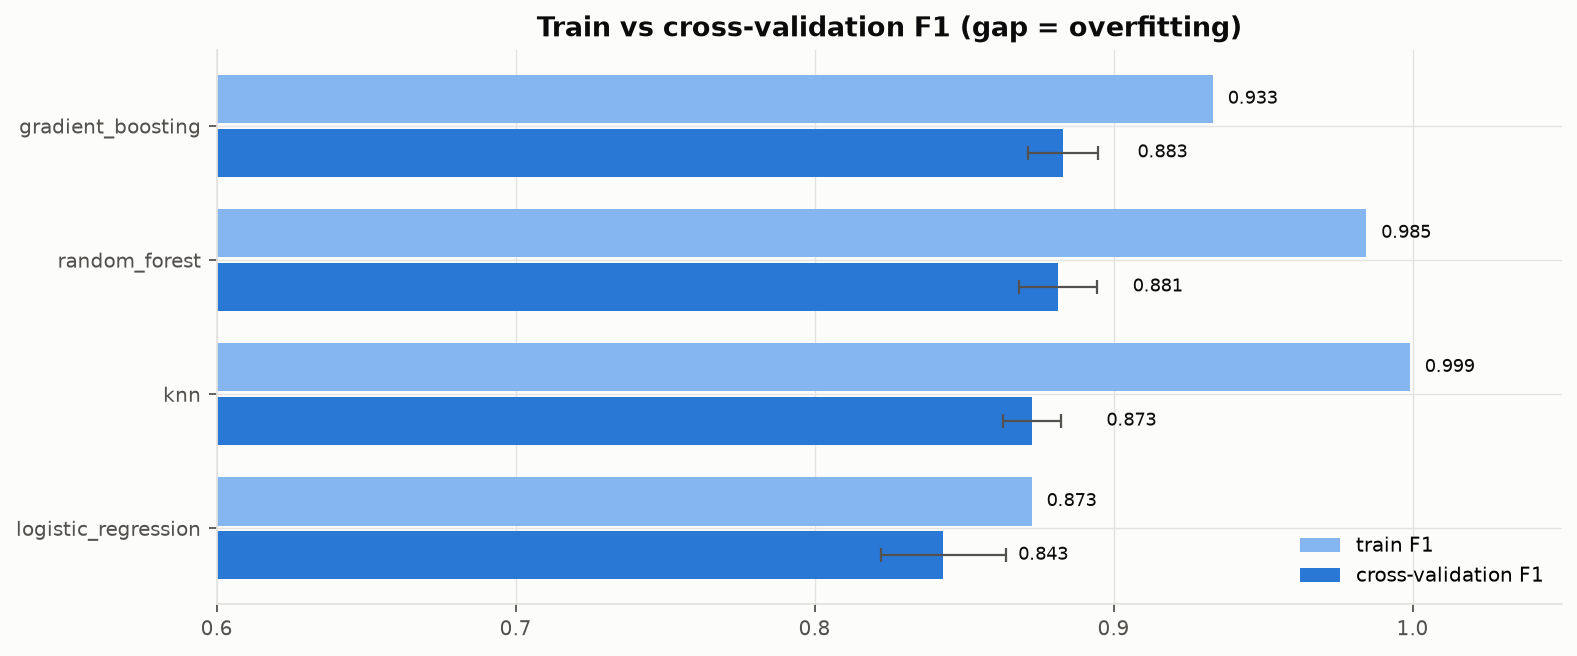 Train vs cross-validation F1 (gap = overfitting)
gradient_boosting
0.933
0.883
random_forest
0.985
0.881
knn
0.999
0.873
logistic_regression
0.873
0.843
train F1
cross-validation F1
0.6 0.7 0.8 0.9 1.0